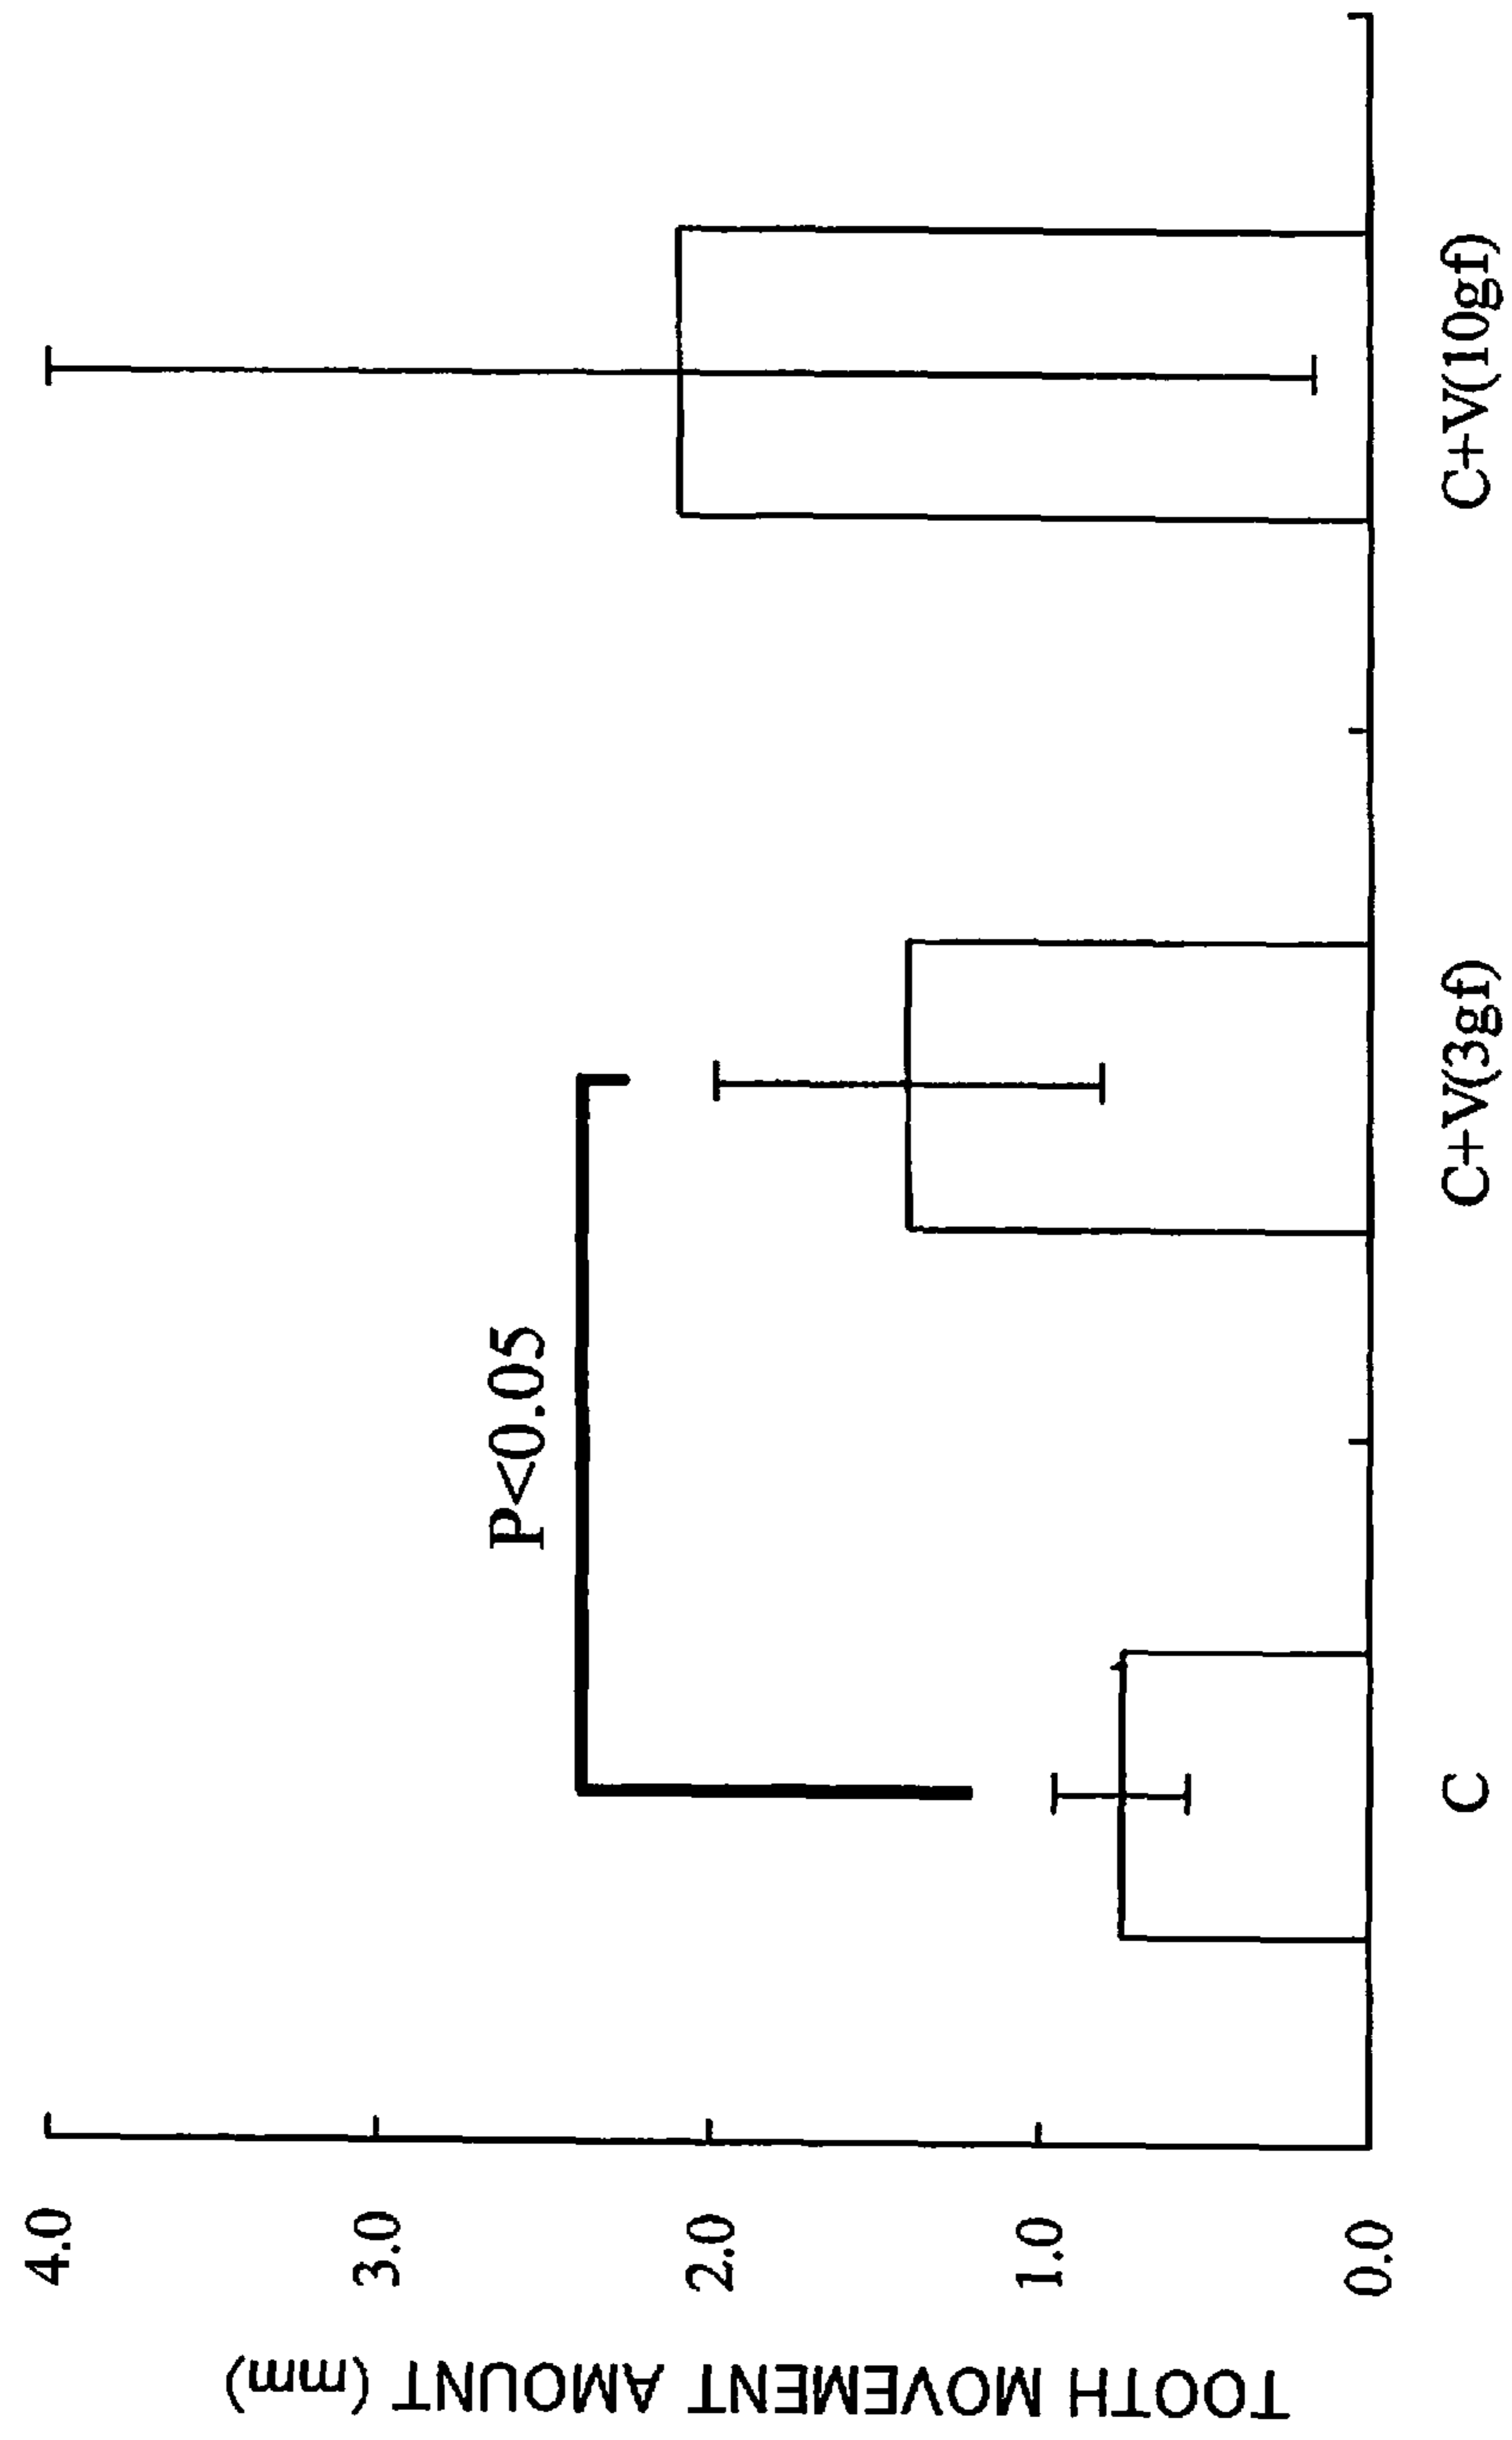 TOOTH MOVEMENT AMOUNT (mm)
4.0
3.0
2.0
1.0
0.0
P<0.05
C
C+V(3gf)
C+V(10gf)